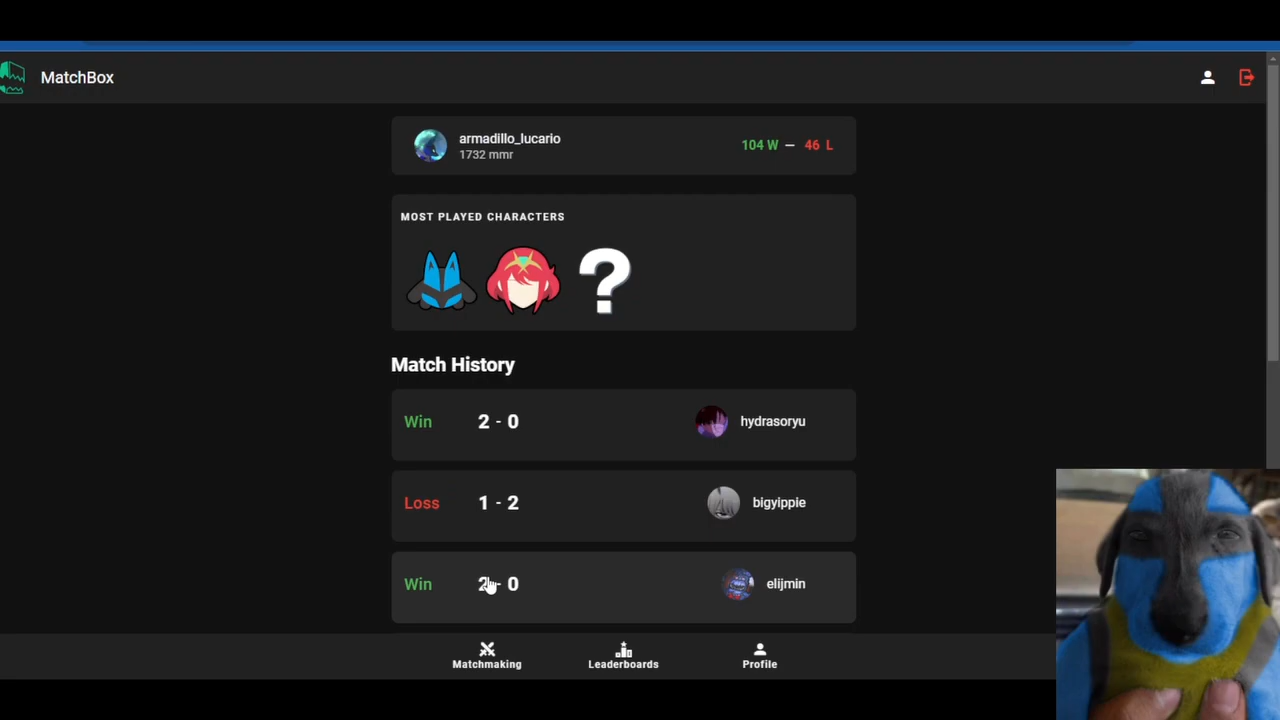 MatchBox
armadillo_lucario
1732 mmr
104 W – 46 L
MOST PLAYED CHARACTERS
?
Match History
Win 2 - 0 hydrasoryu
Loss 1 - 2 bigyippie
Win 2 - 0 elijmin
Matchmaking Leaderboards Profile